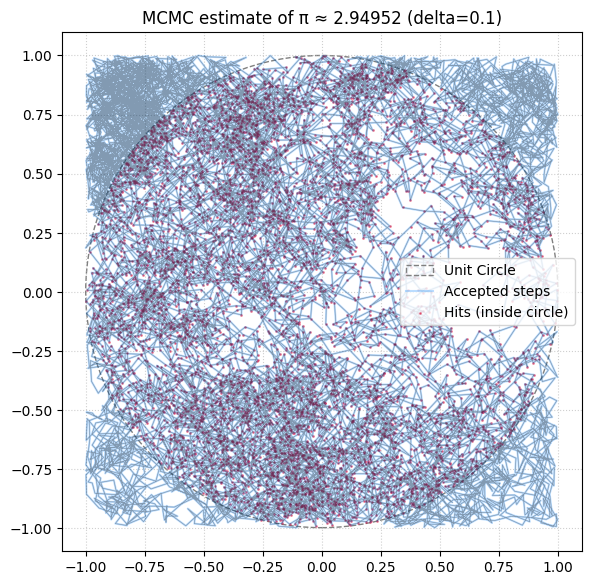 MCMC estimate of π ≈ 2.94952 (delta=0.1)
1.00
0.75
0.50
0.25
0.00
−0.25
−0.50
−0.75
−1.00
Unit Circle
Accepted steps
Hits (inside circle)
−1.00 −0.75 −0.50 −0.25 0.00 0.25 0.50 0.75 1.00